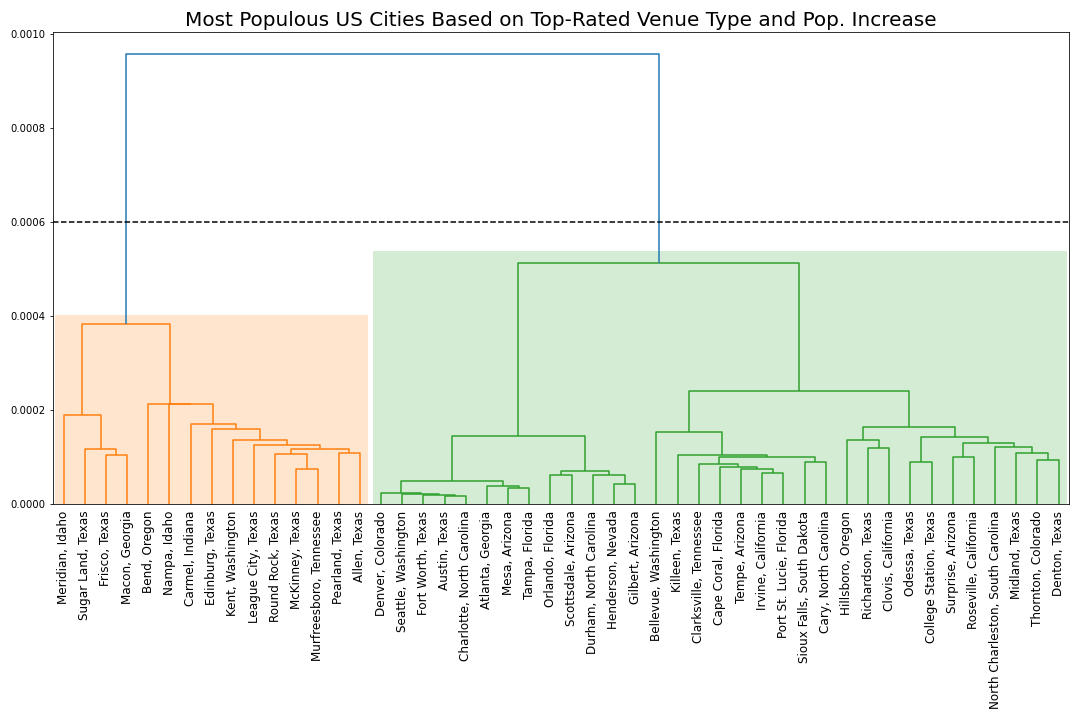 Most Populous US Cities Based on Top-Rated Venue Type and Pop. Increase
0.0010
0.0008
0.0006
0.0004
0.0002
0.0000
Meridian, Idaho
Sugar Land, Texas
Frisco, Texas
Macon, Georgia
Bend, Oregon
Nampa, Idaho
Carmel, Indiana
Edinburg, Texas
Kent, Washington
League City, Texas
Round Rock, Texas
McKinney, Texas
Murfreesboro, Tennessee
Pearland, Texas
Allen, Texas
Denver, Colorado
Seattle, Washington
Fort Worth, Texas
Austin, Texas
Charlotte, North Carolina
Atlanta, Georgia
Mesa, Arizona
Tampa, Florida
Orlando, Florida
Scottsdale, Arizona
Durham, North Carolina
Henderson, Nevada
Gilbert, Arizona
Bellevue, Washington
Killeen, Texas
Clarksville, Tennessee
Cape Coral, Florida
Tempe, Arizona
Irvine, California
Port St. Lucie, Florida
Sioux Falls, South Dakota
Cary, North Carolina
Hillsboro, Oregon
Richardson, Texas
Clovis, California
Odessa, Texas
College Station, Texas
Surprise, Arizona
Roseville, California
North Charleston, South Carolina
Midland, Texas
Thornton, Colorado
Denton, Texas